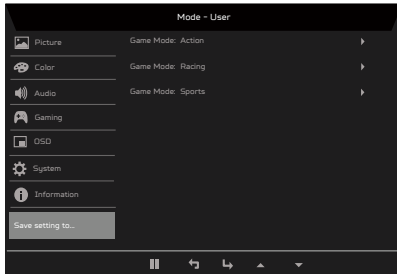 Mode - User
Picture
Game Mode: Action
Color
Game Mode: Racing
Audio
Game Mode: Sports
Gaming
OSD
System
Information
Save setting to...